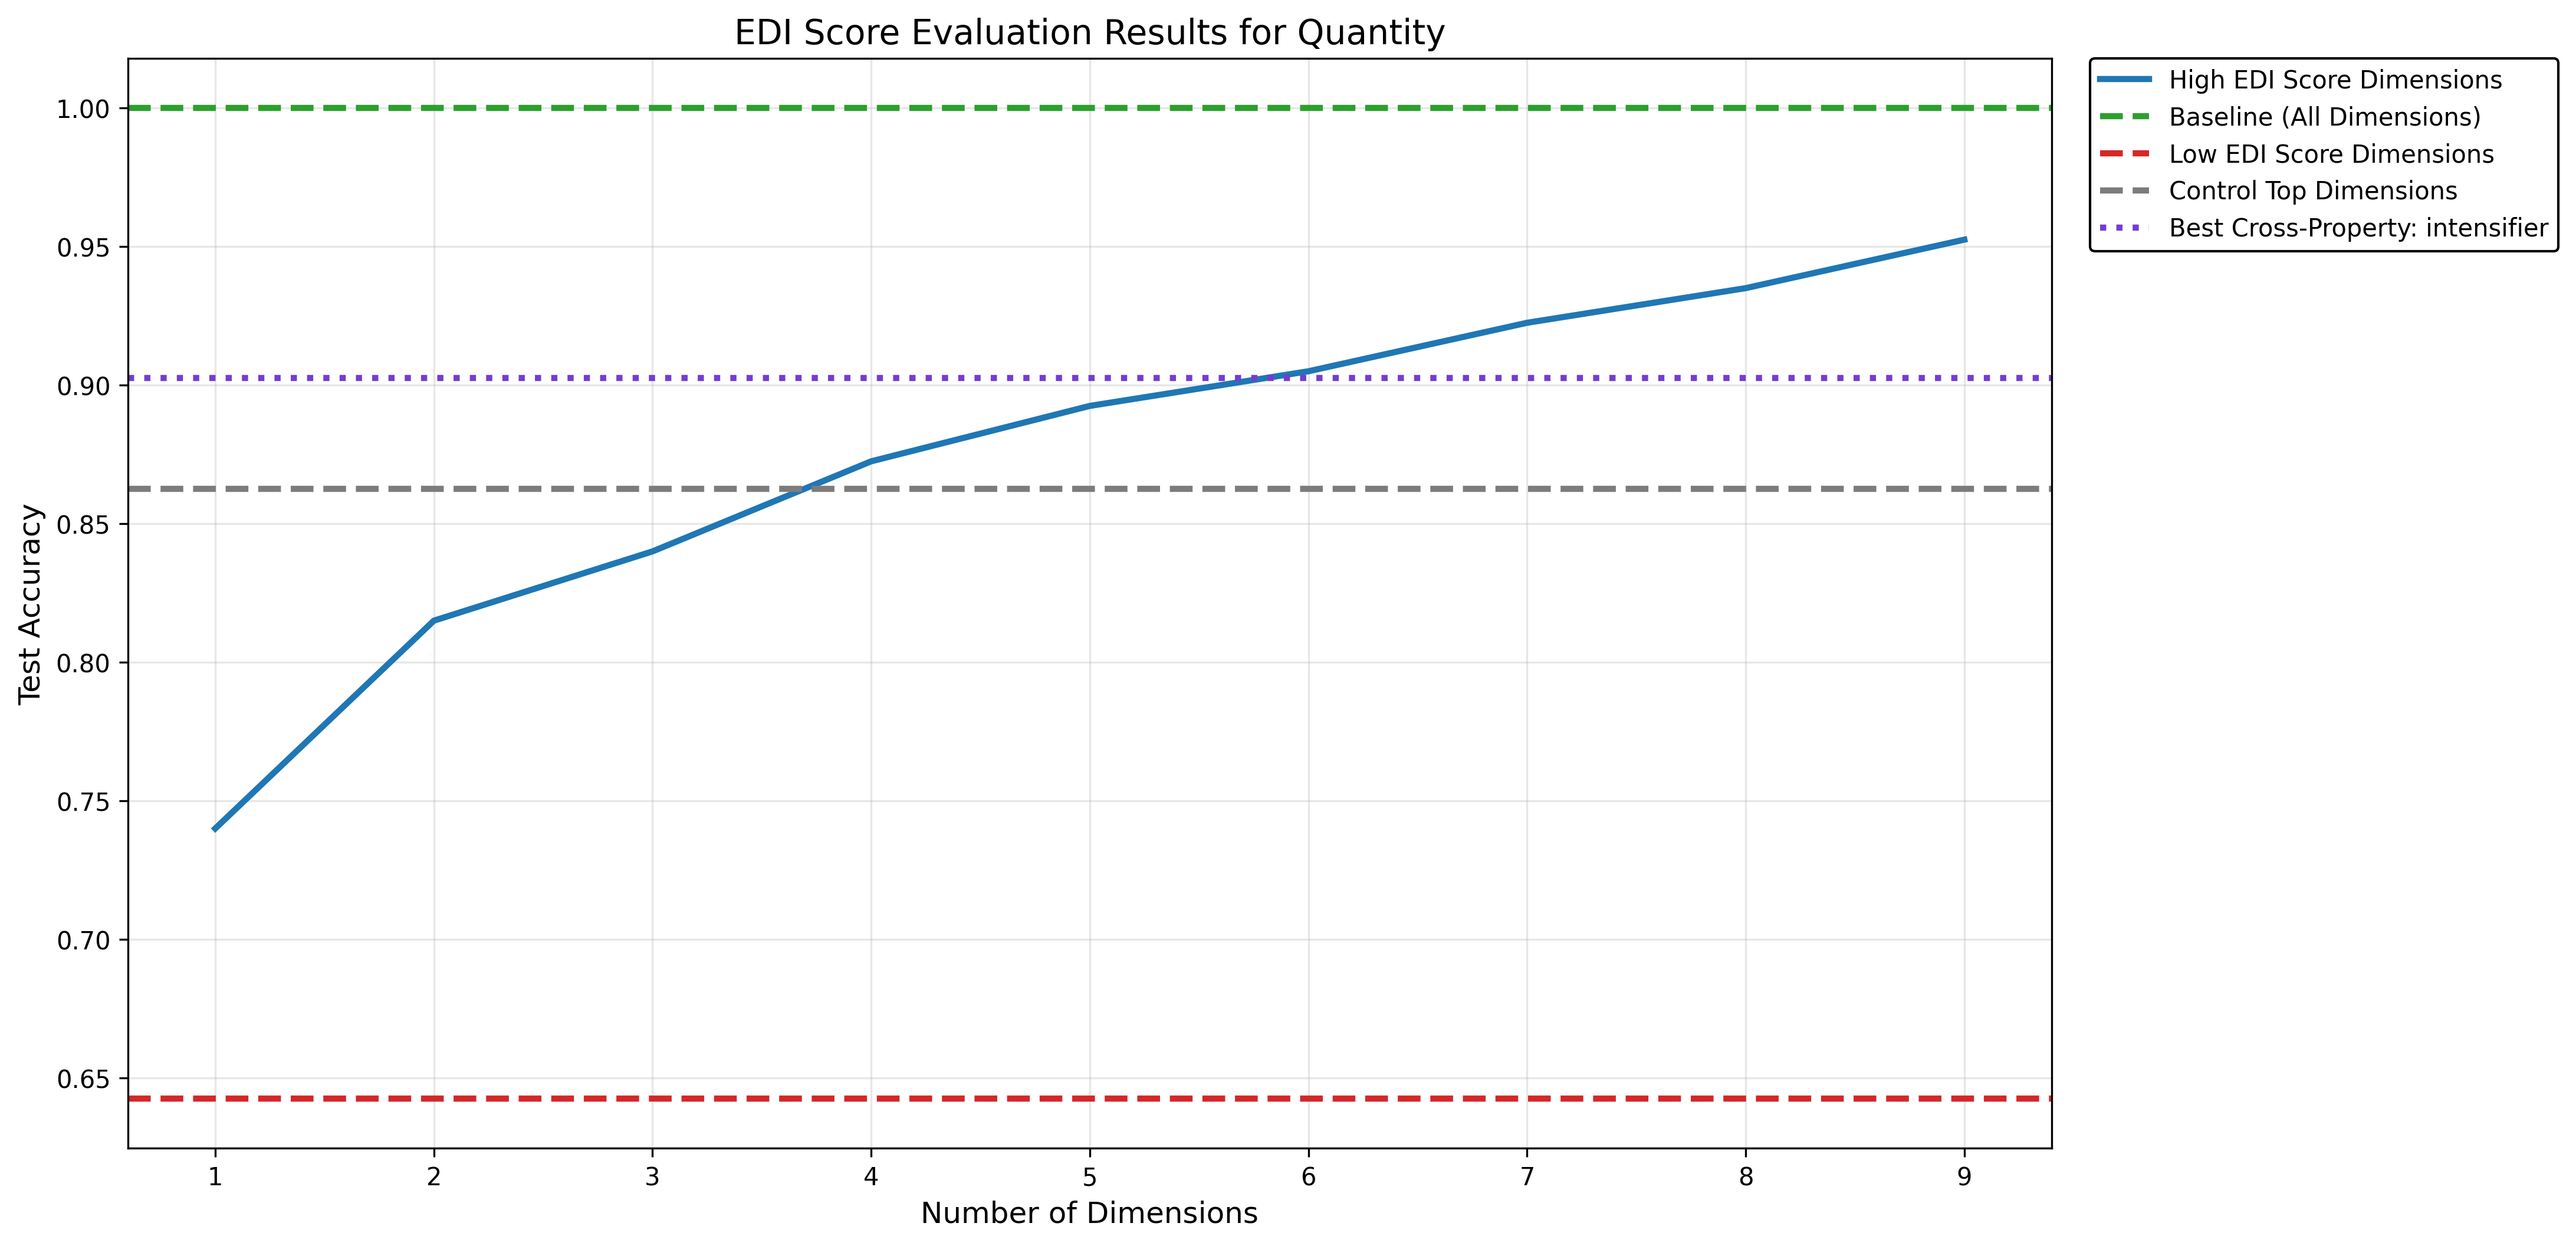 EDI Score Evaluation Results for Quantity
High EDI Score Dimensions
Baseline (All Dimensions)
Low EDI Score Dimensions
Control Top Dimensions
Best Cross-Property: intensifier
Test Accuracy
1.00
0.95
0.90
0.85
0.80
0.75
0.70
0.65
1 2 3 4 5 6 7 8 9
Number of Dimensions